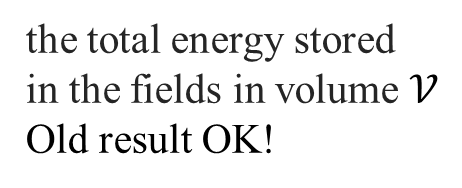 the total energy stored
in the fields in volume 𝒱
Old result OK!